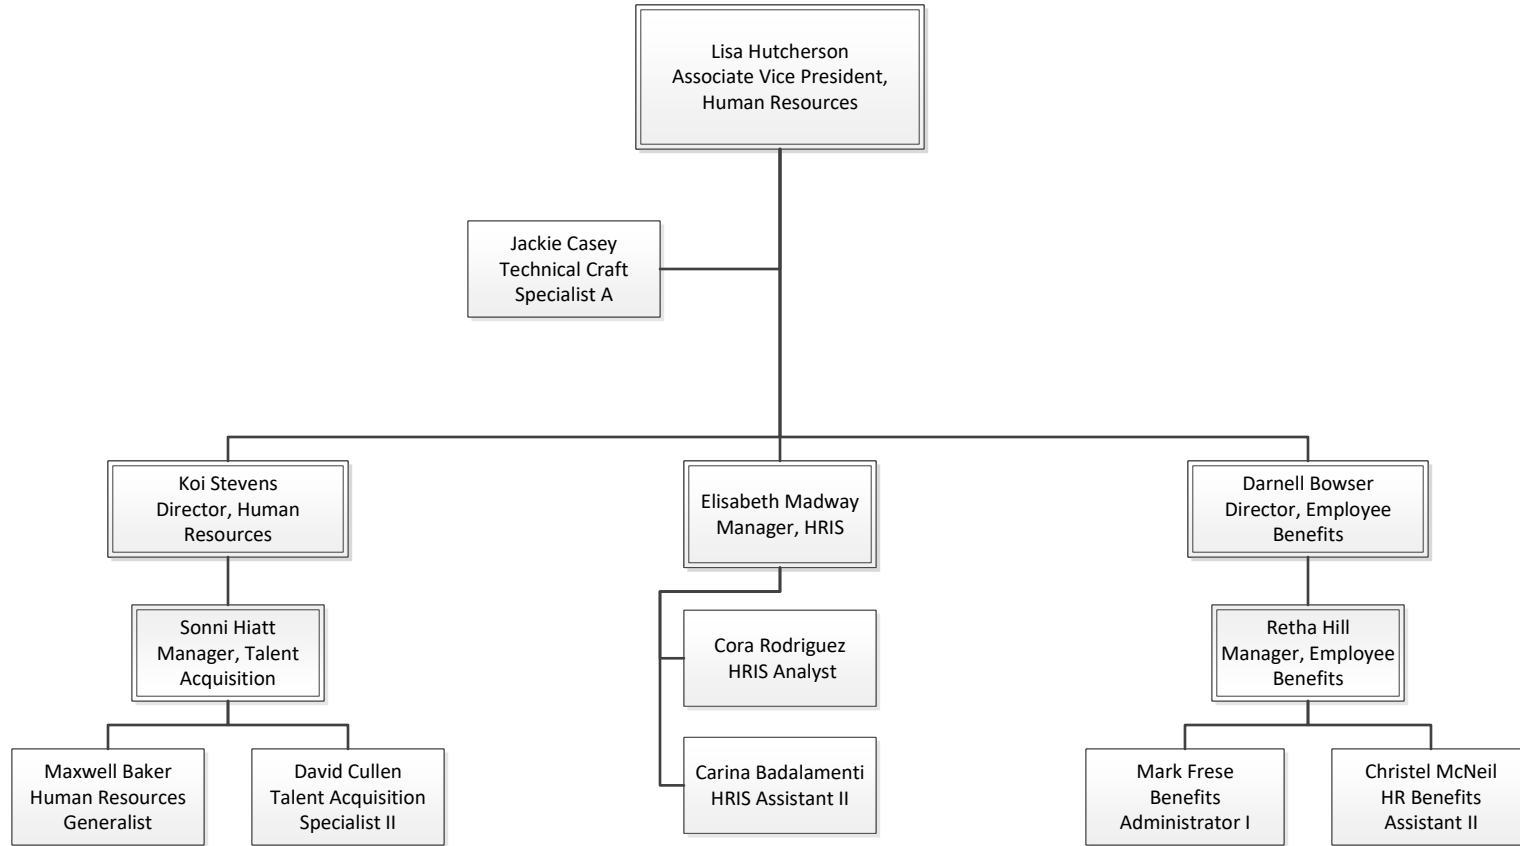 Lisa Hutcherson
Associate Vice President,
Human Resources
Jackie Casey
Technical Craft
Specialist A
Koi Stevens
Director, Human
Resources
Elisabeth Madway
Manager, HRIS
Darnell Bowser
Director, Employee
Benefits
Sonni Hiatt
Manager, Talent
Acquisition
Cora Rodriguez
HRIS Analyst
Retha Hill
Manager, Employee
Benefits
Maxwell Baker
Human Resources
Generalist
David Cullen
Talent Acquisition
Specialist II
Carina Badalamenti
HRIS Assistant II
Mark Frese
Benefits
Administrator I
Christel McNeil
HR Benefits
Assistant II